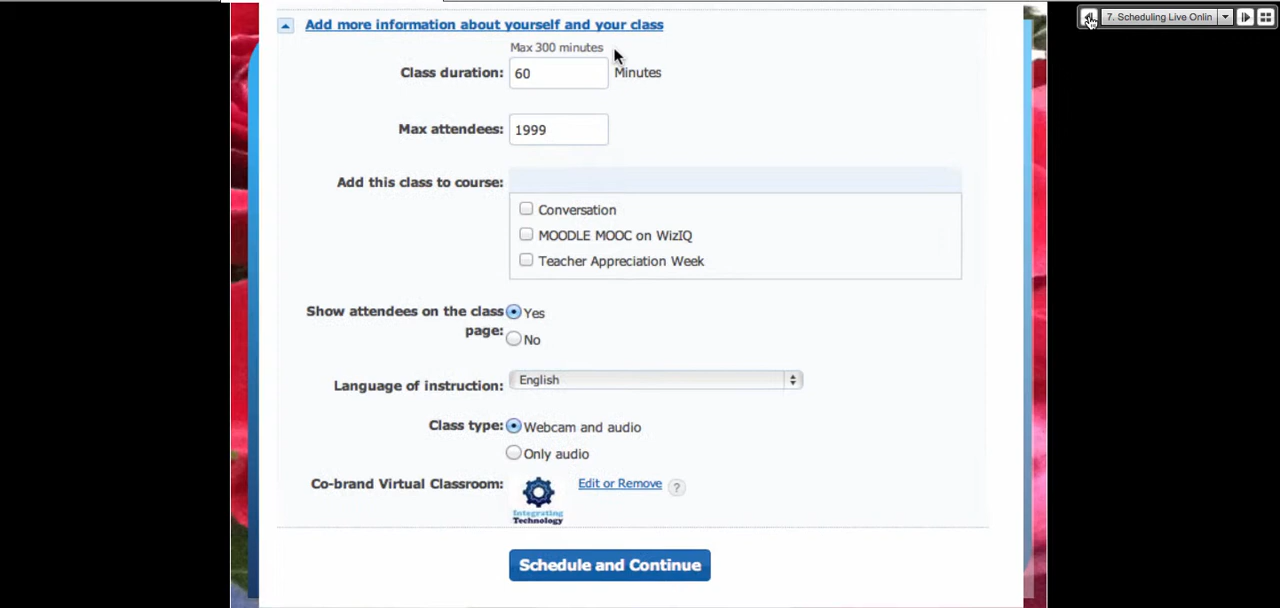 7. Scheduling Live Onlin
Add more information about yourself and your class
Max 300 minutes
Class duration: 60 Minutes
Max attendees: 1999
Add this class to course:
Conversation
MOODLE MOOC on WizIQ
Teacher Appreciation Week
Show attendees on the class page:
Yes
No
Language of instruction: English
Class type: Webcam and audio
Only audio
Co-brand Virtual Classroom: Edit or Remove ?
Integrating
Technology
Schedule and Continue